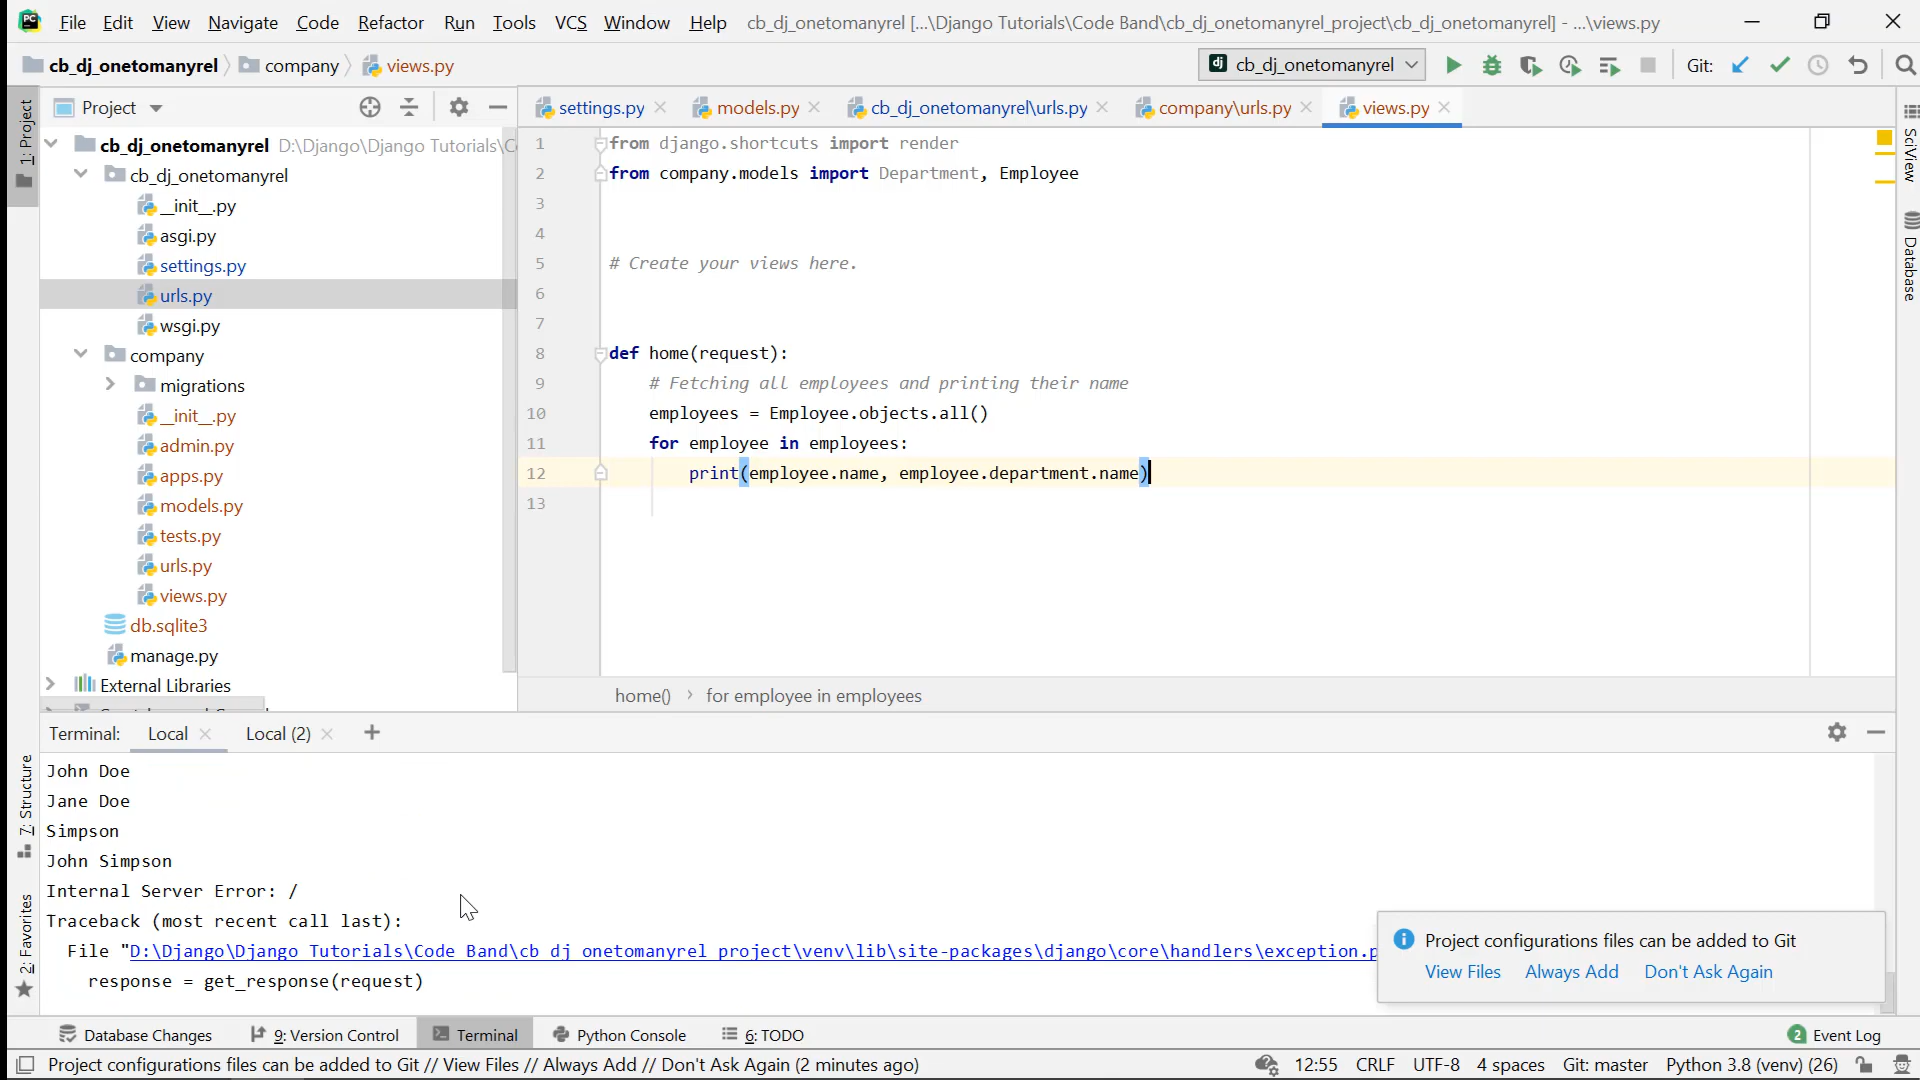 File Edit View Navigate Code Refactor Run Tools VCS Window Help cb_dj_onetomanyrel [...\Django Tutorials\Code Band\cb_dj_onetomanyrel_project\cb_dj_onetomanyrel] - ...\views.py
cb_dj_onetomanyrel company views.py cb_dj_onetomanyrel Git:
1: Project
Project
settings.py models.py cb_dj_onetomanyrel\urls.py company\urls.py views.py
cb_dj_onetomanyrel D:\Django\Django Tutorials\C
cb_dj_onetomanyrel
__init__.py
asgi.py
settings.py
urls.py
wsgi.py
company
migrations
__init__.py
admin.py
apps.py
models.py
tests.py
urls.py
views.py
db.sqlite3
manage.py
External Libraries
1 from django.shortcuts import render
2 from company.models import Department, Employee
3
4
5 # Create your views here.
6
7
8 def home(request):
9 # Fetching all employees and printing their name
10 employees = Employee.objects.all()
11 for employee in employees:
12 print(employee.name, employee.department.name)
13
home() › for employee in employees
SciView
Database
Terminal: Local Local (2) +
7: Structure
2: Favorites
John Doe
Jane Doe
Simpson
John Simpson
Internal Server Error: /
Traceback (most recent call last):
File "D:\Django\Django Tutorials\Code Band\cb_dj_onetomanyrel_project\venv\lib\site-packages\django\core\handlers\exception.p
response = get_response(request)
Project configurations files can be added to Git
View Files Always Add Don't Ask Again
Database Changes 9: Version Control Terminal Python Console 6: TODO 2 Event Log
Project configurations files can be added to Git // View Files // Always Add // Don't Ask Again (2 minutes ago) 12:55 CRLF UTF-8 4 spaces Git: master Python 3.8 (venv) (26)